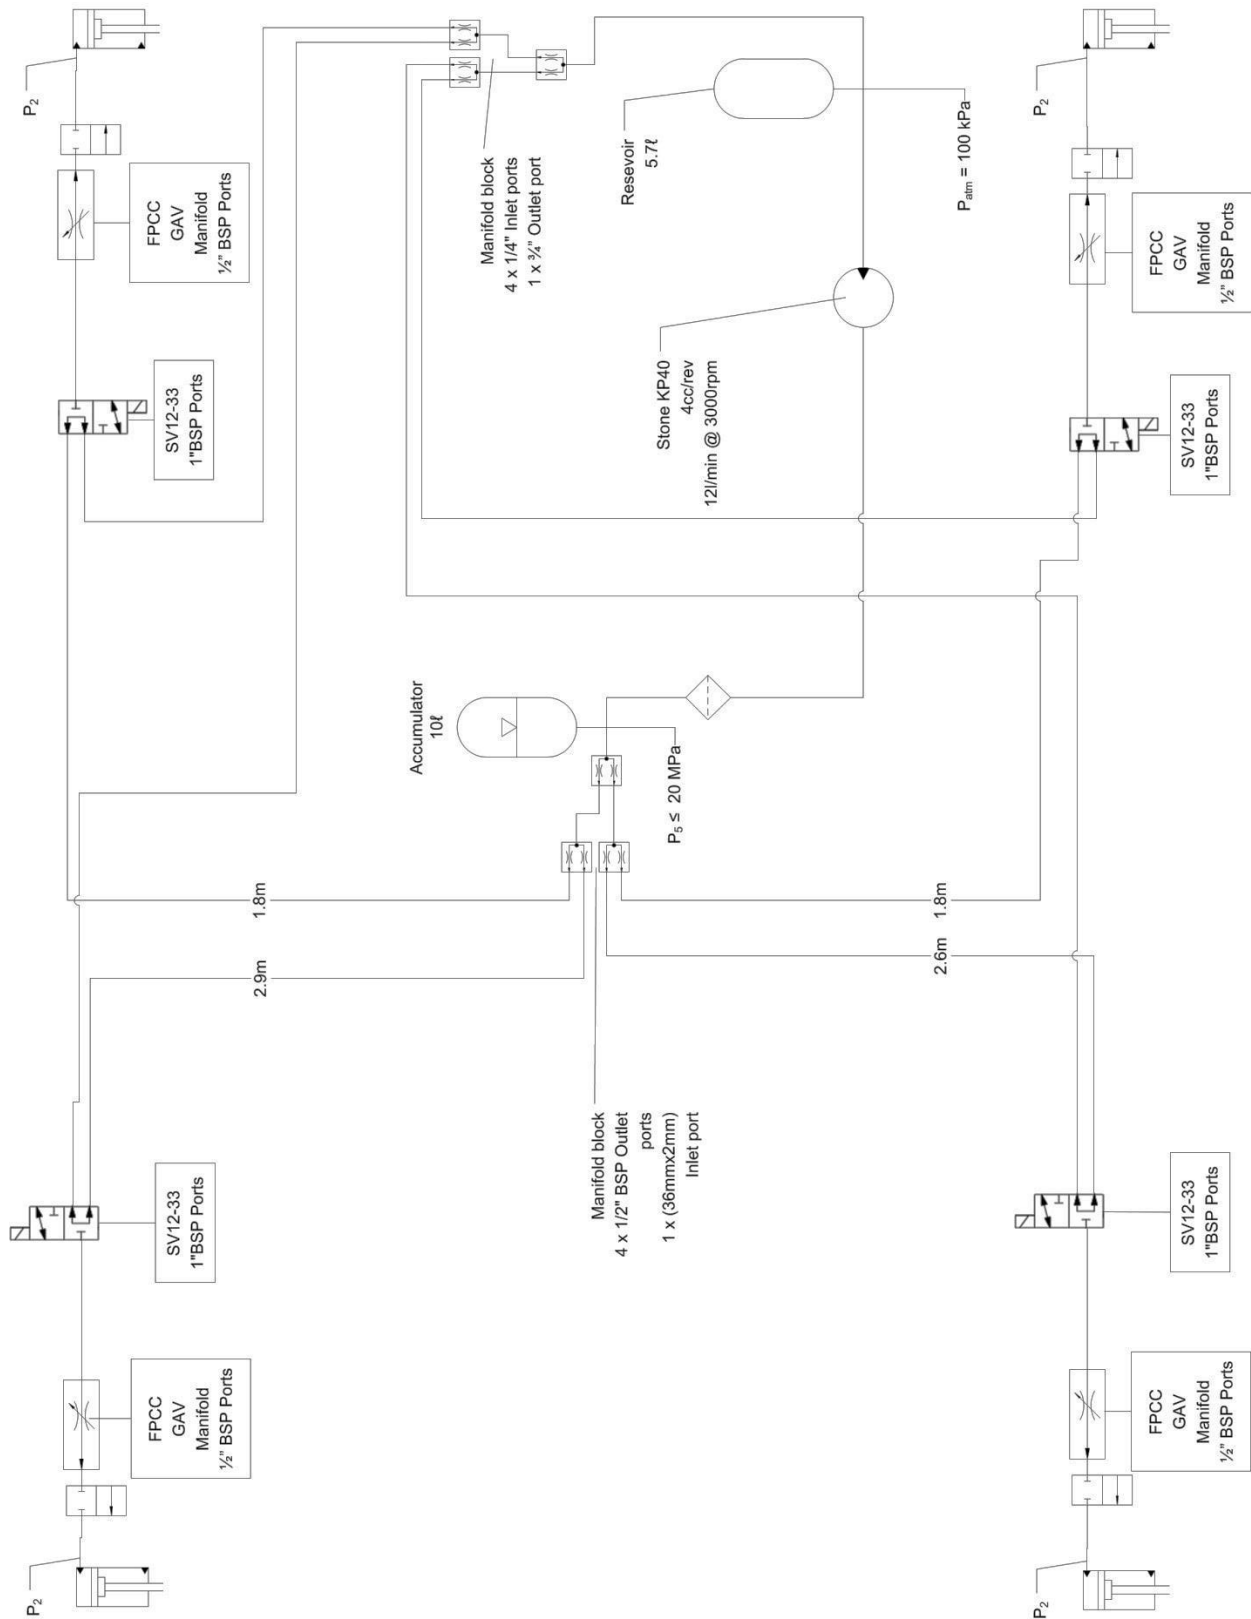 P₂
FPCC
GAV
Manifold
½" BSP Ports
SV12-33
1"BSP Ports
SV12-33
1"BSP Ports
FPCC
GAV
Manifold
½" BSP Ports
P₂
2.9m
1.8m
Accumulator
10ℓ
Manifold block
4 x 1/4" Inlet ports
1 x ¾" Outlet port
Manifold block
4 x 1/2" BSP Outlet
ports
1 x (36mmx2mm)
Inlet port
P₅ ≤ 20 MPa
Stone KP40
4cc/rev
12l/min @ 3000rpm
Resevoir
5.7ℓ
Pₐₜₘ = 100 kPa
2.6m
1.8m
P₂
FPCC
GAV
Manifold
½" BSP Ports
SV12-33
1"BSP Ports
SV12-33
1"BSP Ports
FPCC
GAV
Manifold
½" BSP Ports
P₂